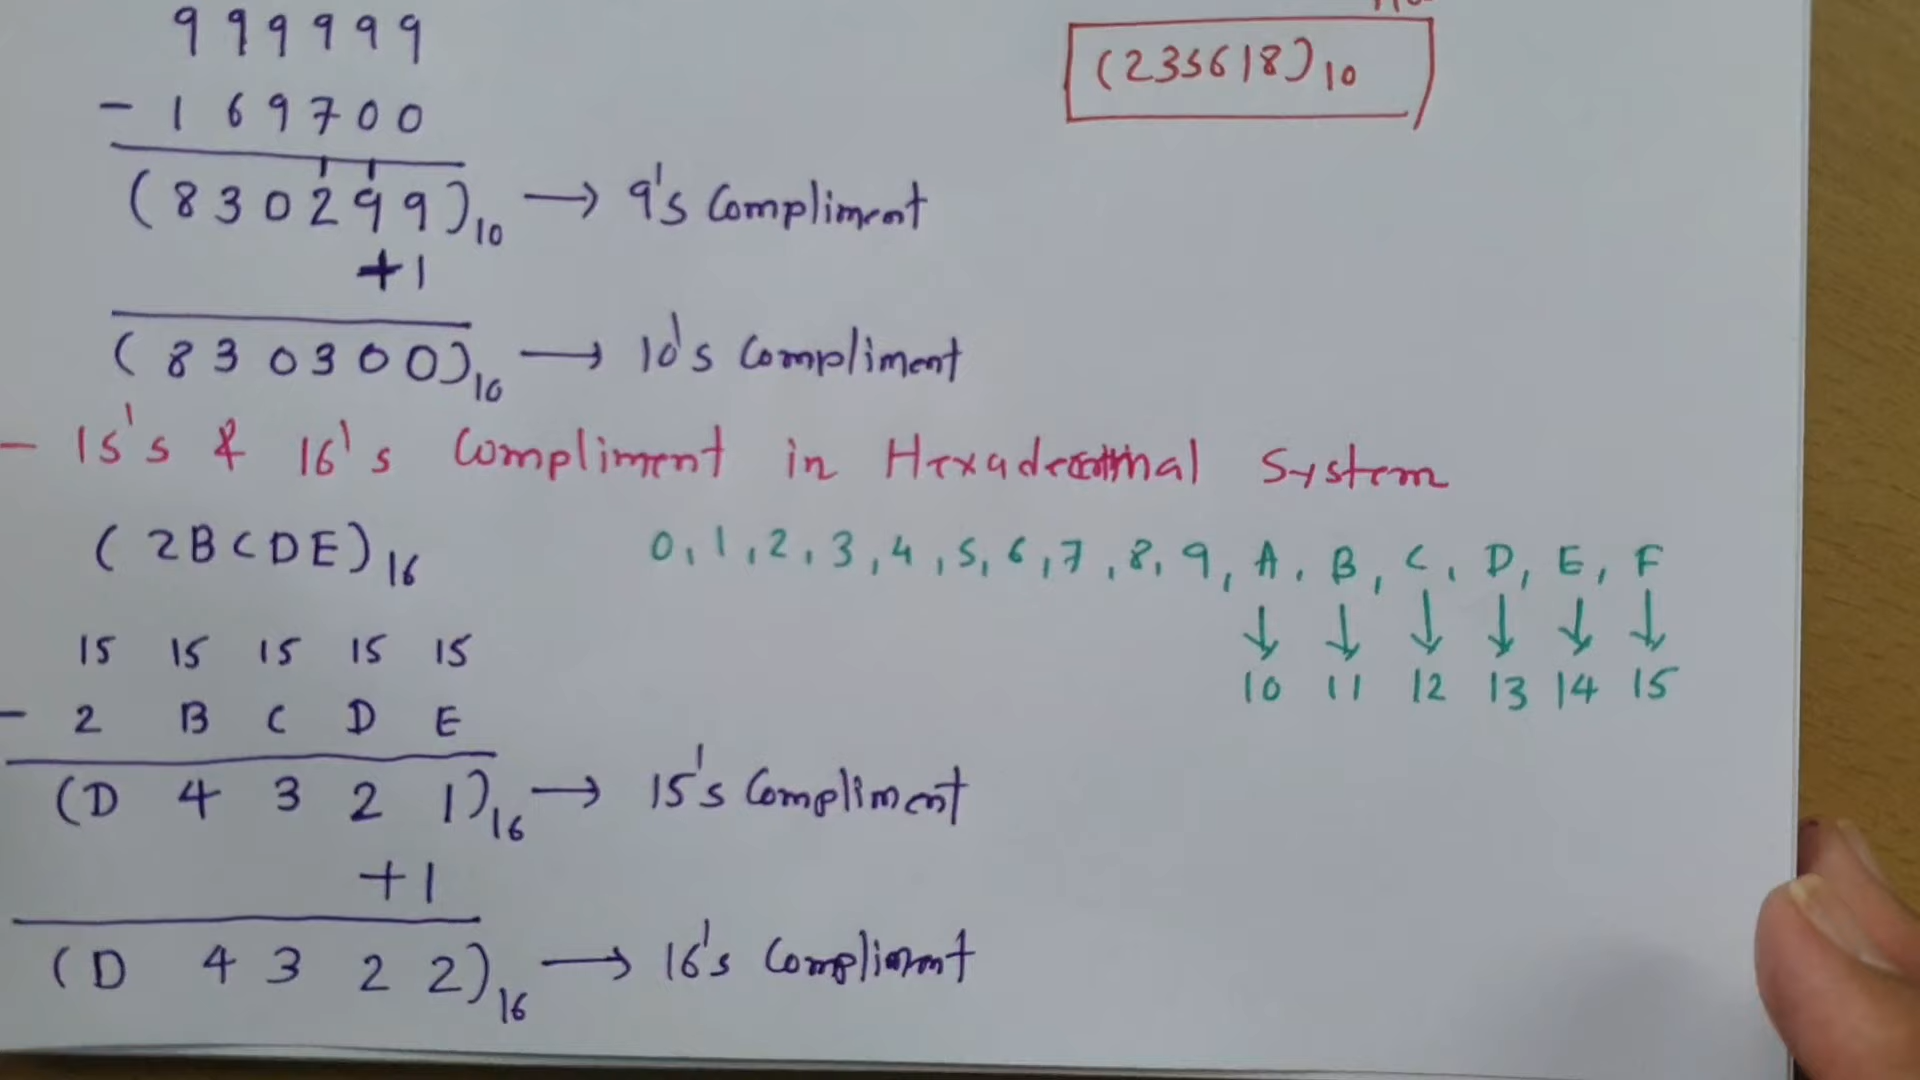 999999
- 169700
(830299)10 → 9's Compliment
+1
(830300)10 → 10's Compliment
(235618)10
- 15's & 16's Compliment in Hexadecimal System
(2BCDE)16
0, 1, 2, 3, 4, 5, 6, 7, 8, 9, A, B, C, D, E, F
↓ ↓ ↓ ↓ ↓ ↓
10 11 12 13 14 15
15 15 15 15 15
- 2 B C D E
(D 4 3 2 1)16 → 15's Compliment
+1
(D 4 3 2 2)16 → 16's Compliment